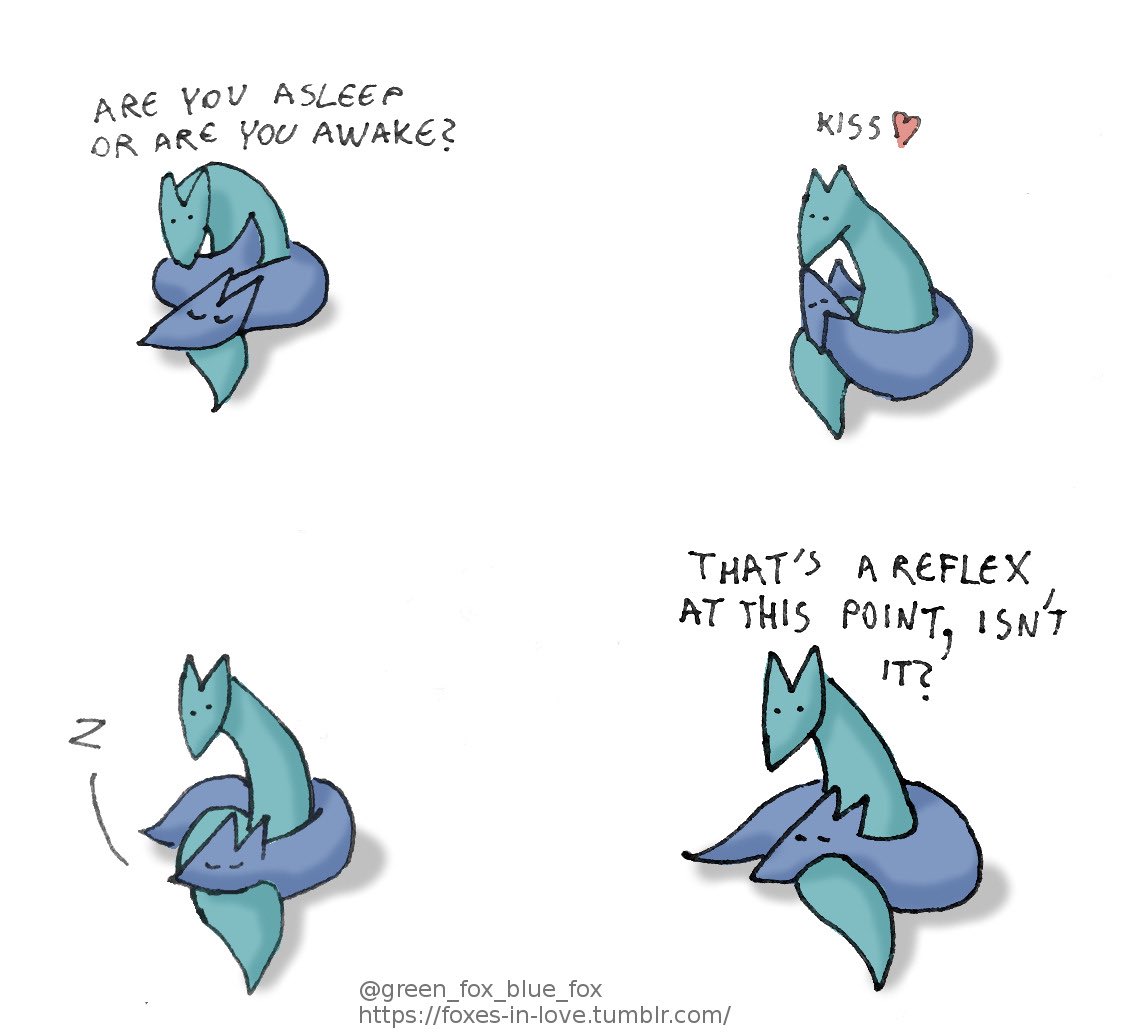 ARE YOU ASLEEP
OR ARE YOU AWAKE?
KISS
Z
THAT'S A REFLEX
AT THIS POINT, ISN'T
IT?
@green_fox_blue_fox
https://foxes-in-love.tumblr.com/